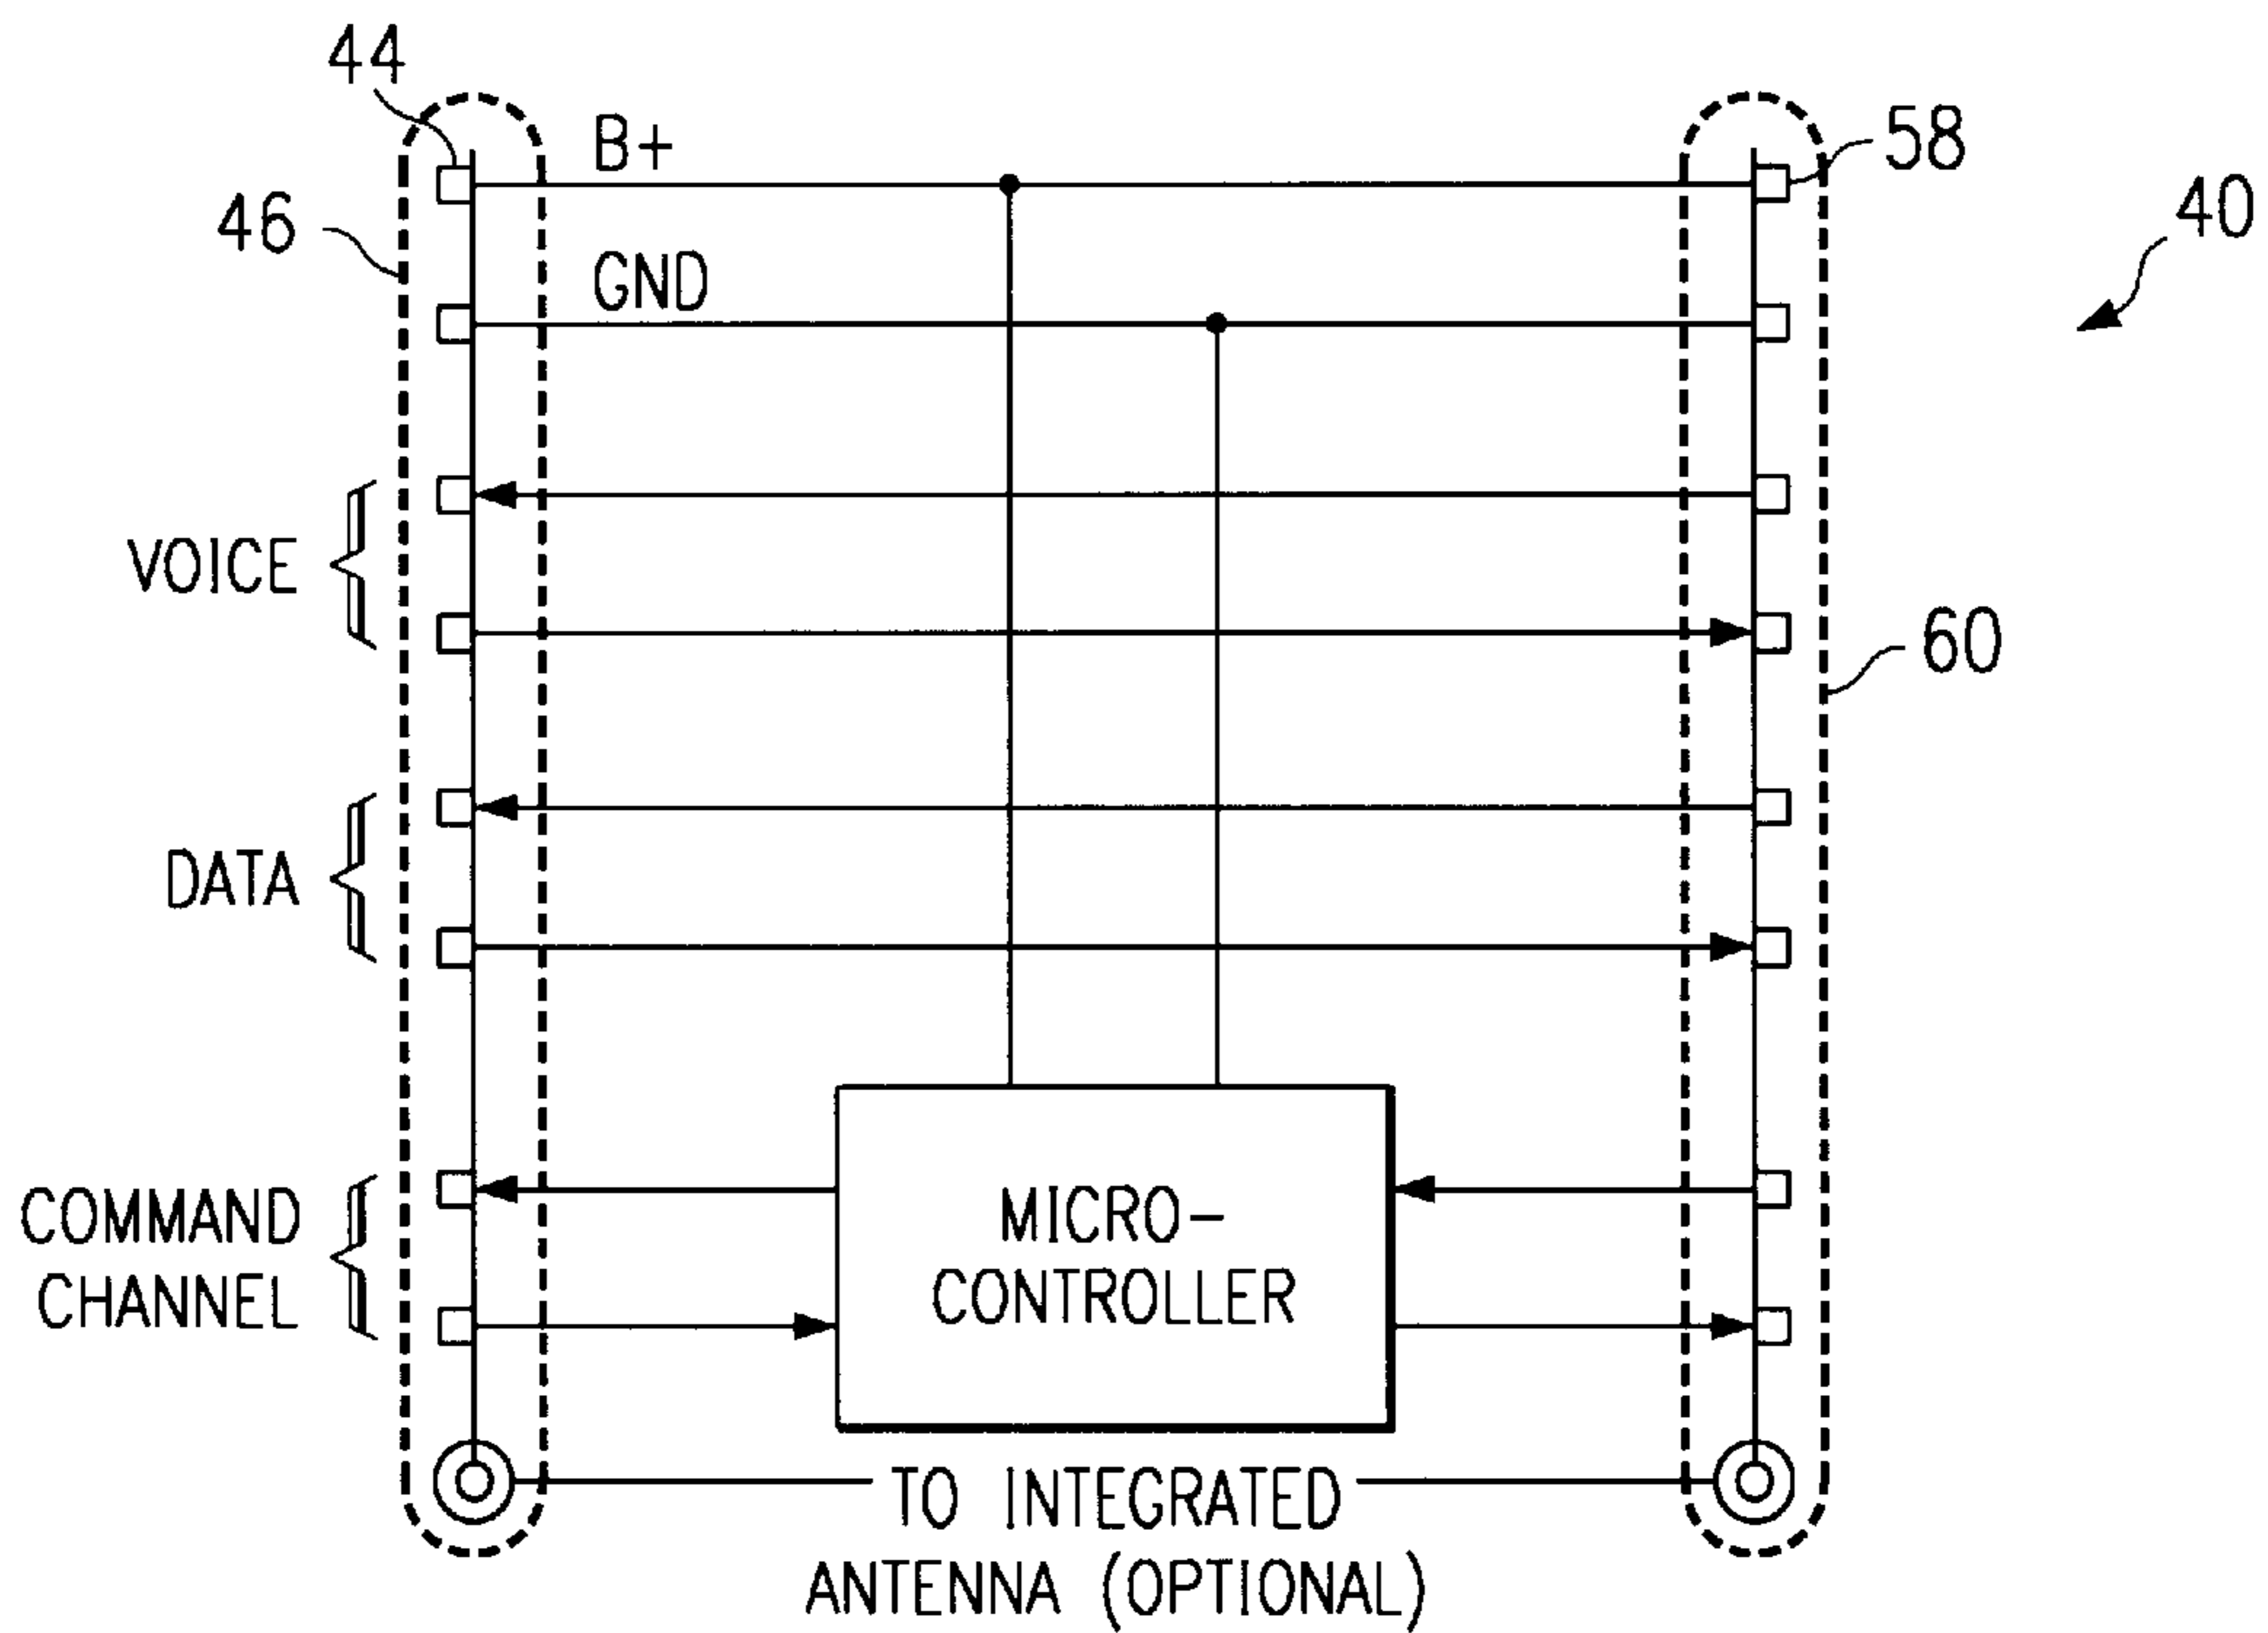 44
B+
58
46
40
GND
VOICE
60
DATA
COMMAND
CHANNEL
MICRO-
CONTROLLER
TO INTEGRATED
ANTENNA (OPTIONAL)